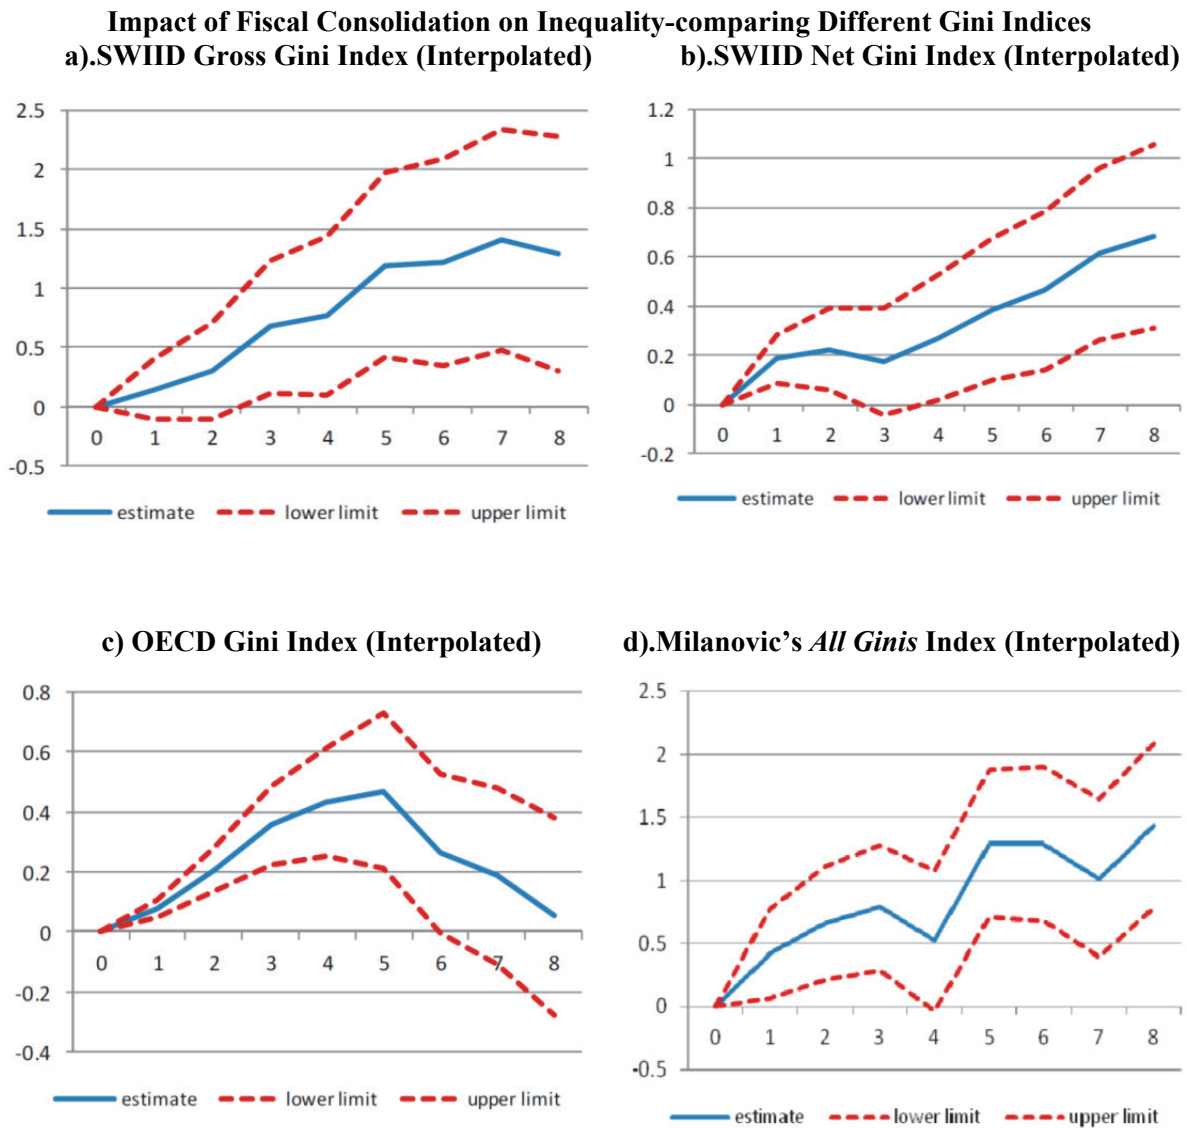 Impact of Fiscal Consolidation on Inequality-comparing Different Gini Indices
a).SWIID Gross Gini Index (Interpolated)
b).SWIID Net Gini Index (Interpolated)
2.5
2
1.5
1
0.5
0
-0.5
0 1 2 3 4 5 6 7 8
estimate lower limit upper limit
1.2
1
0.8
0.6
0.4
0.2
0
-0.2
0 1 2 3 4 5 6 7 8
estimate lower limit upper limit
c) OECD Gini Index (Interpolated)
d).Milanovic’s All Ginis Index (Interpolated)
0.8
0.6
0.4
0.2
0
-0.2
-0.4
0 1 2 3 4 5 6 7 8
estimate lower limit upper limit
2.5
2
1.5
1
0.5
0
-0.5
0 1 2 3 4 5 6 7 8
estimate lower limit upper limit